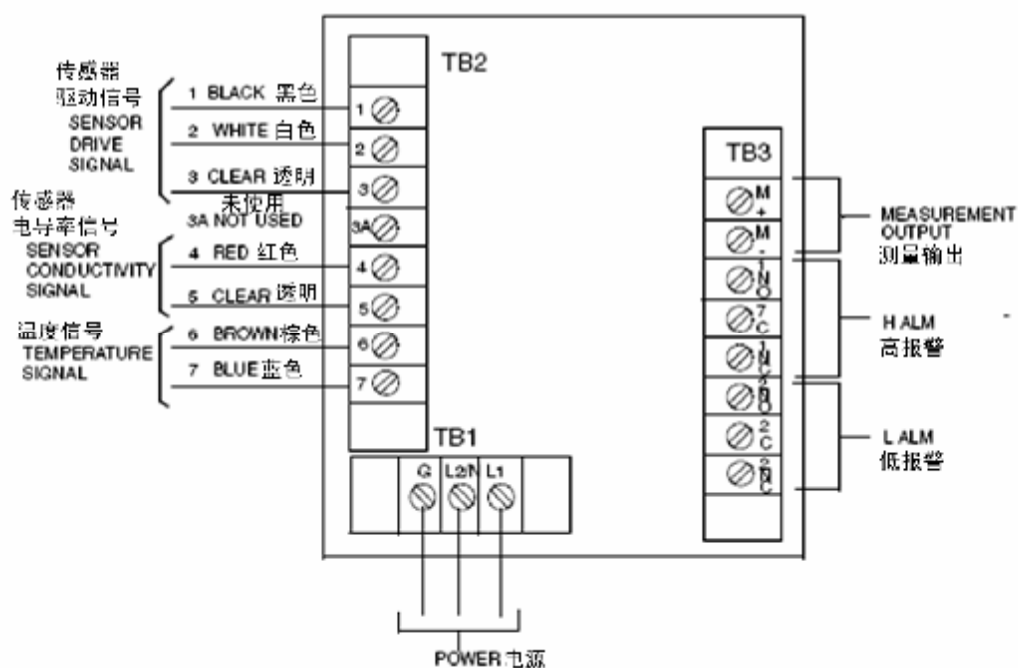 TB2
传感器
驱动信号
SENSOR
DRIVE
SIGNAL
1 BLACK 黑色
2 WHITE 白色
3 CLEAR 透明
未使用
3A NOT USED
传感器
电导率信号
SENSOR
CONDUCTIVITY
SIGNAL
4 RED 红色
5 CLEAR 透明
温度信号
TEMPERATURE
SIGNAL
6 BROWN 棕色
7 BLUE 蓝色
1
2
3
3A
4
5
6
7
TB1
G L2/N L1
POWER 电源
TB3
M
+
M
-
1
N
O
7
C
1
N
C
2
N
O
2
C
2
N
C
MEASUREMENT
OUTPUT
测量输出
H ALM
高报警
L ALM
低报警